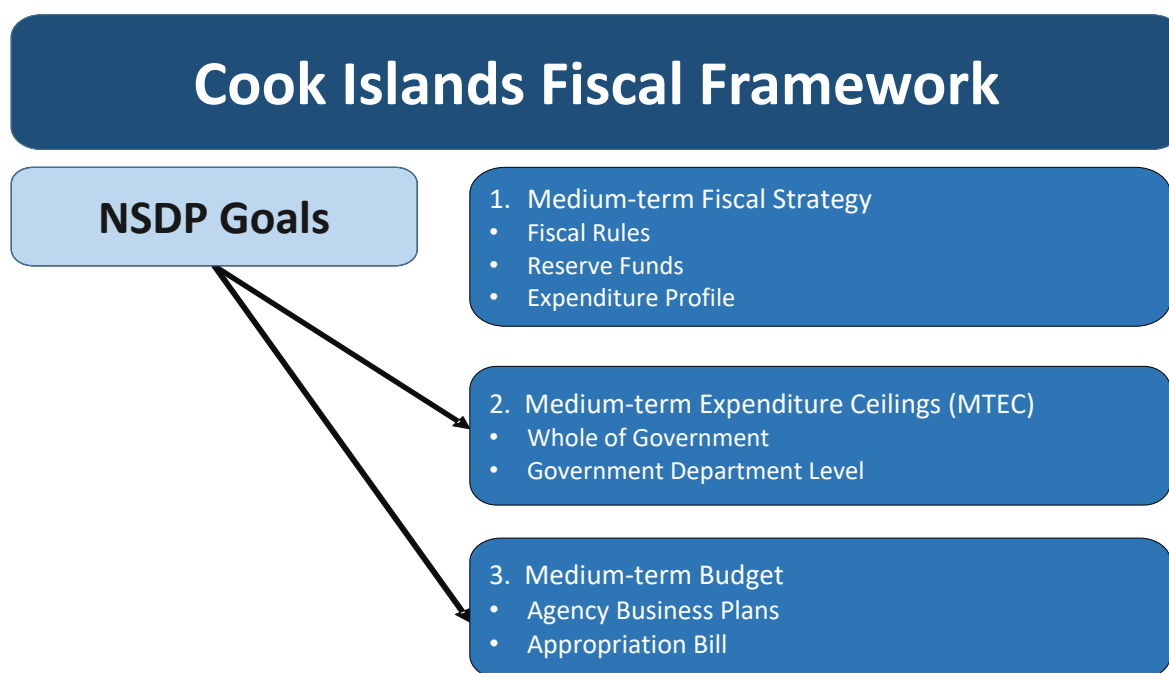 Cook Islands Fiscal Framework
NSDP Goals
1. Medium-term Fiscal Strategy
• Fiscal Rules
• Reserve Funds
• Expenditure Profile
2. Medium-term Expenditure Ceilings (MTEC)
• Whole of Government
• Government Department Level
3. Medium-term Budget
• Agency Business Plans
• Appropriation Bill